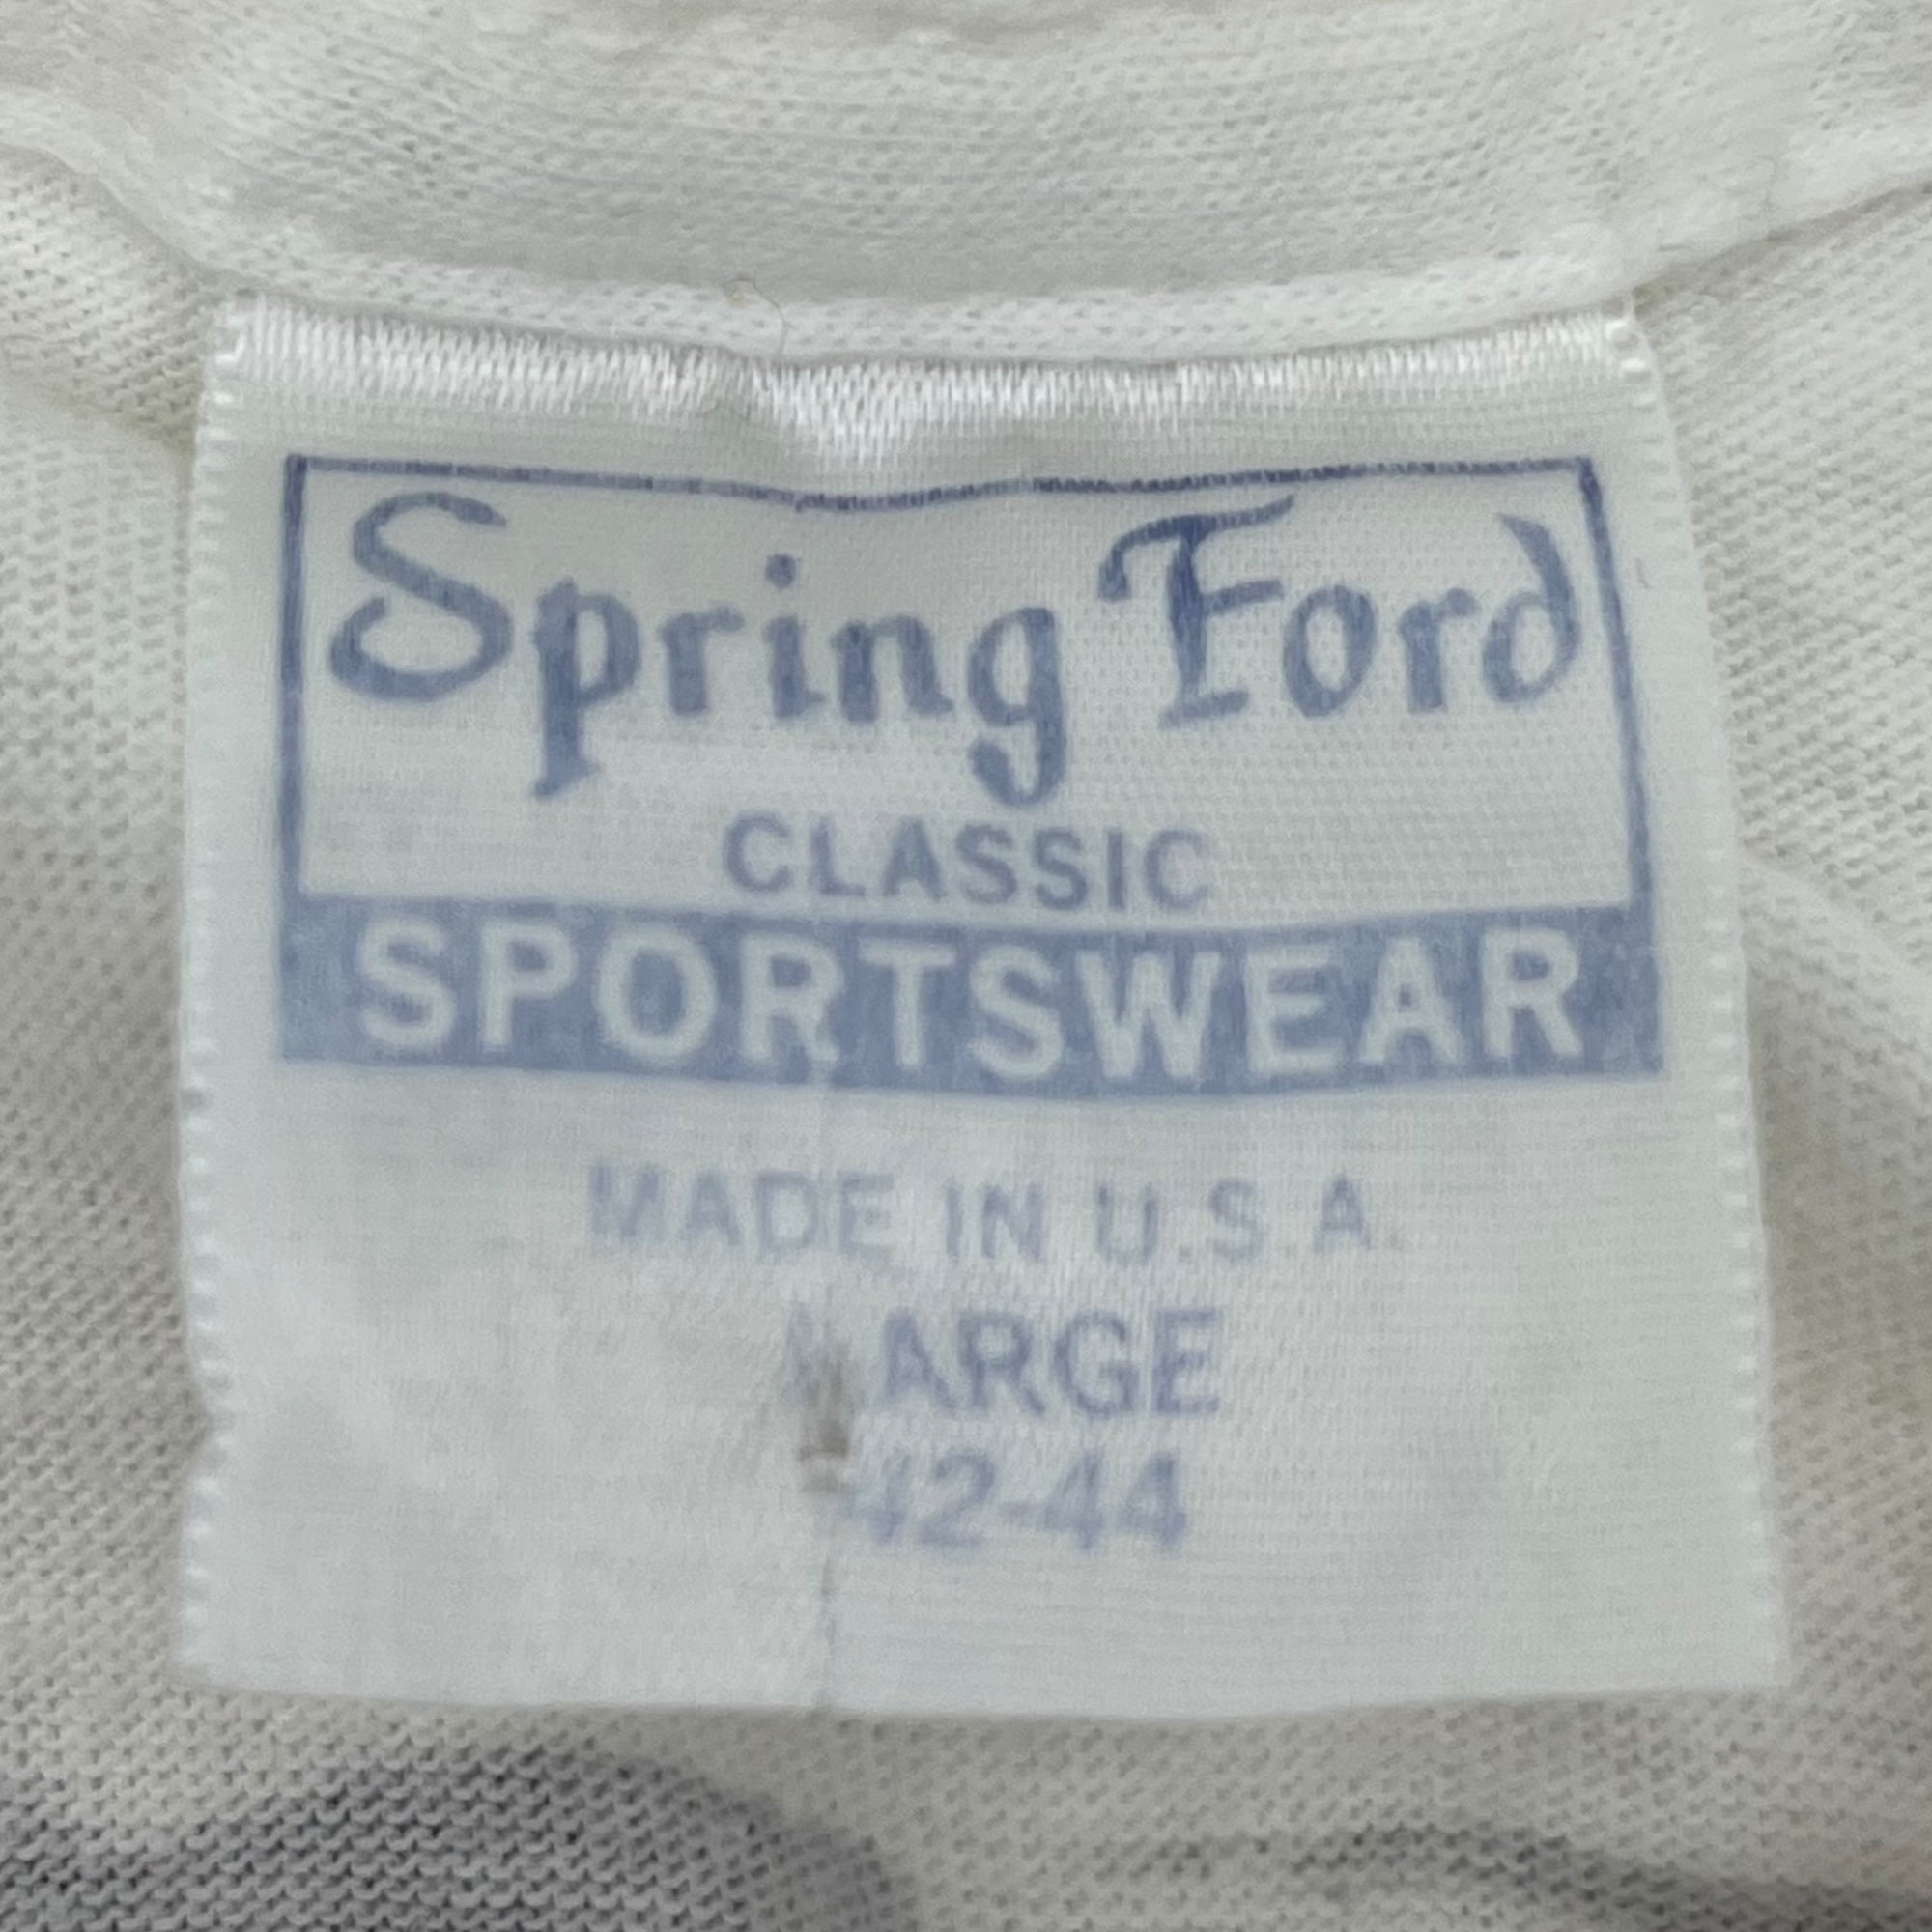 Spring Ford
CLASSIC
SPORTSWEAR
MADE IN U.S.A.
LARGE
42-44